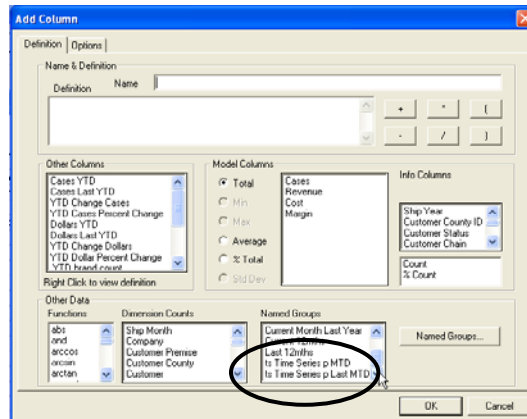 Add Column
Definition Options
Name & Definition
Name
Definition
+ * (
- / )
Other Columns
Cases YTD
Cases Last YTD
YTD Change Cases
YTD Cases Percent Change
Dollars YTD
Dollars Last YTD
YTD Change Dollars
YTD Dollar Percent Change
YTD brand count
Right Click to view definition
Model Columns
Total
Min
Max
Average
% Total
Std Dev
Cases
Revenue
Cost
Margin
Info Columns
Ship Year
Customer County ID
Customer Status
Customer Chain
Count
% Count
Other Data
Functions
abs
and
arccos
arcsin
arctan
Dimension Counts
Ship Month
Company
Customer Premise
Customer County
Customer
Named Groups
Current Month Last Year
Current 12mths
Last 12mths
ts Time Series p MTD
ts Time Series p Last MTD
Named Groups...
OK Cancel